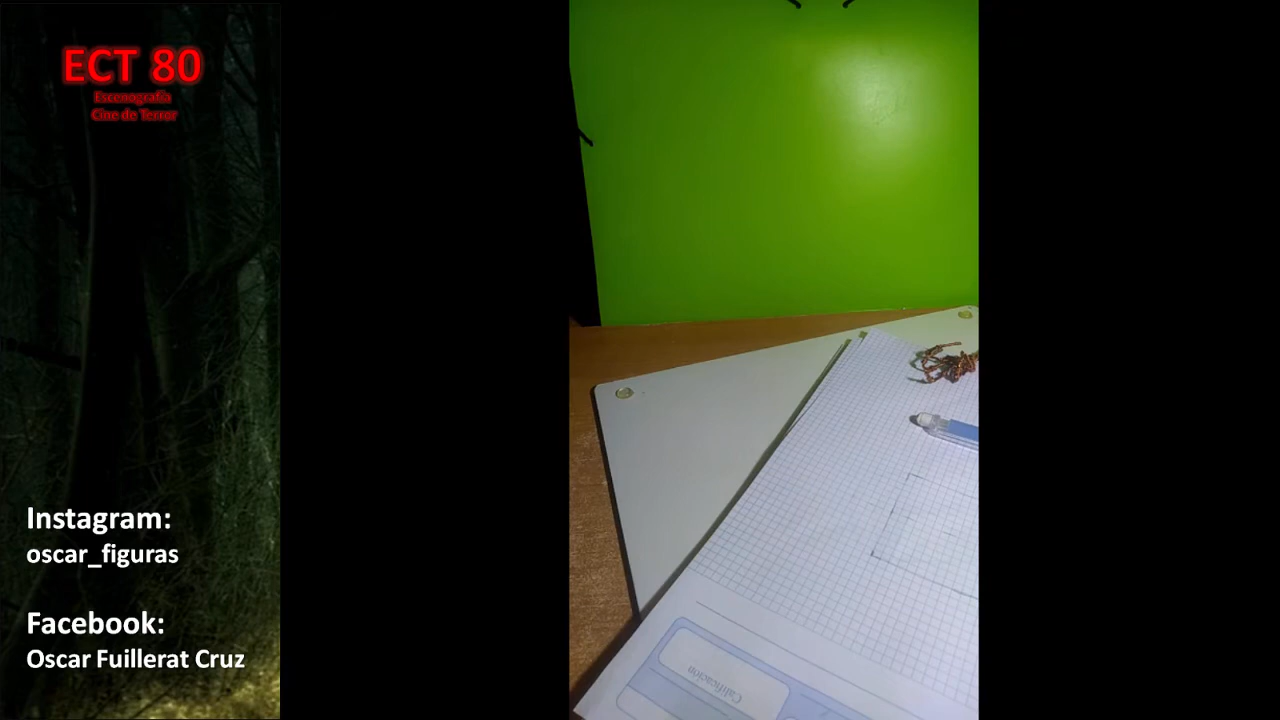 ECT 80
Escenografía
Cine de Terror
Instagram:
oscar_figuras
Facebook:
Oscar Fuillerat Cruz
Calificación